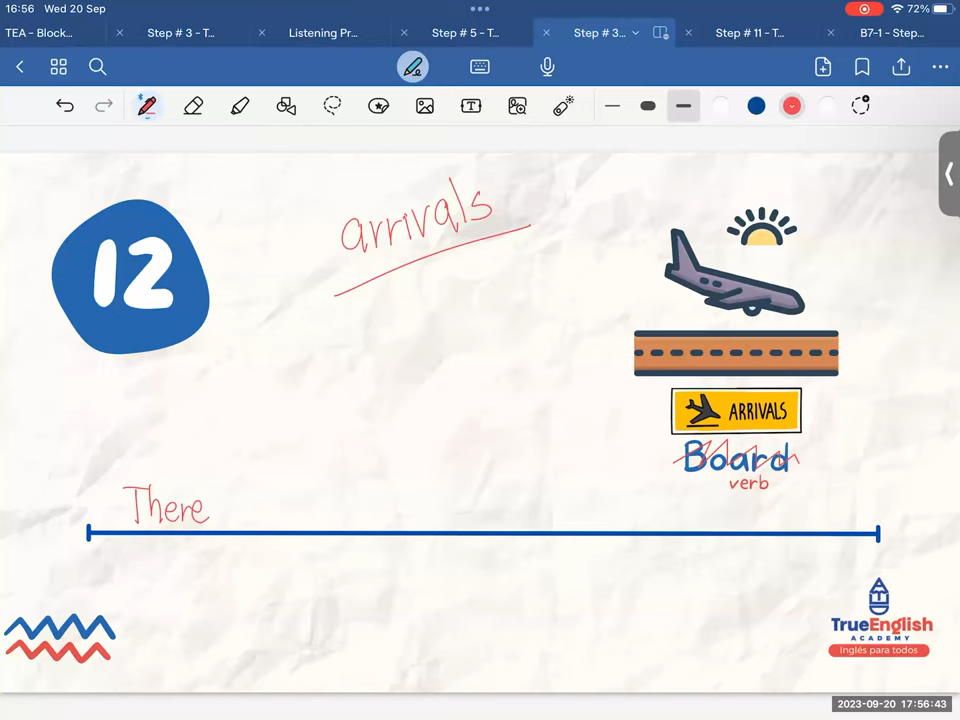 16:56 Wed 20 Sep
72%
TEA - Block... Step # 3 - T... Listening Pr... Step # 5 - T... Step # 3... Step # 11 - T... B7-1 - Step...
12
arrivals
ARRIVALS
Board
verb
There
TrueEnglish
ACADEMY
Inglés para todos
2023-09-20 17:56:43